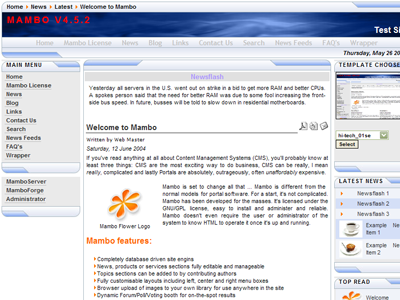 Home › News › Latest › Welcome to Mambo
MAMBO V4.5.2
Test Si
Home Mambo License News Blog Links Contact Us Search News Feeds FAQ's Wrapper
Thursday, May 26 20
MAIN MENU
Home
Mambo License
News
Blog
Links
Contact Us
Search
News Feeds
FAQ's
Wrapper
MamboServer
MamboForge
Administrator
Newsflash
Yesterday all servers in the U.S. went out on strike in a bid to get more RAM and better CPUs.
A spokes person said that the need for better RAM was due to some fool increasing the front-
side bus speed. In future, busses will be told to slow down in residential motherboards.
Welcome to Mambo
Written by Web Master
Saturday, 12 June 2004
If you've read anything at all about Content Management Systems (CMS), you'll probably know at
least three things: CMS are the most exciting way to do business, CMS can be really, I mean
really, complicated and lastly Portals are absolutely, outrageously, often unaffordably expensive.
Mambo is set to change all that ... Mambo is different from the
normal models for portal software. For a start, it's not complicated.
Mambo has been developed for the masses. It's licensed under the
GNU/GPL license, easy to install and administer and reliable.
Mambo doesn't even require the user or administrator of the
system to know HTML to operate it once it's up and running.
Mambo Flower Logo
Mambo features:
Completely database driven site engine
News, products or services sections fully editable and manageable
Topics sections can be added to by contributing authors
Fully customisable layouts including left, center and right menu boxes
Browser upload of images to your own library for use anywhere in the site
Dynamic Forum/Poll/Voting booth for on-the-spot results
TEMPLATE CHOOSE
hi-tech_01se
Select
LATEST NEWS
Newsflash 1
Newsflash 2
Example Item 1
Ne
Example Item 2
Ne
TOP READ
Welcome